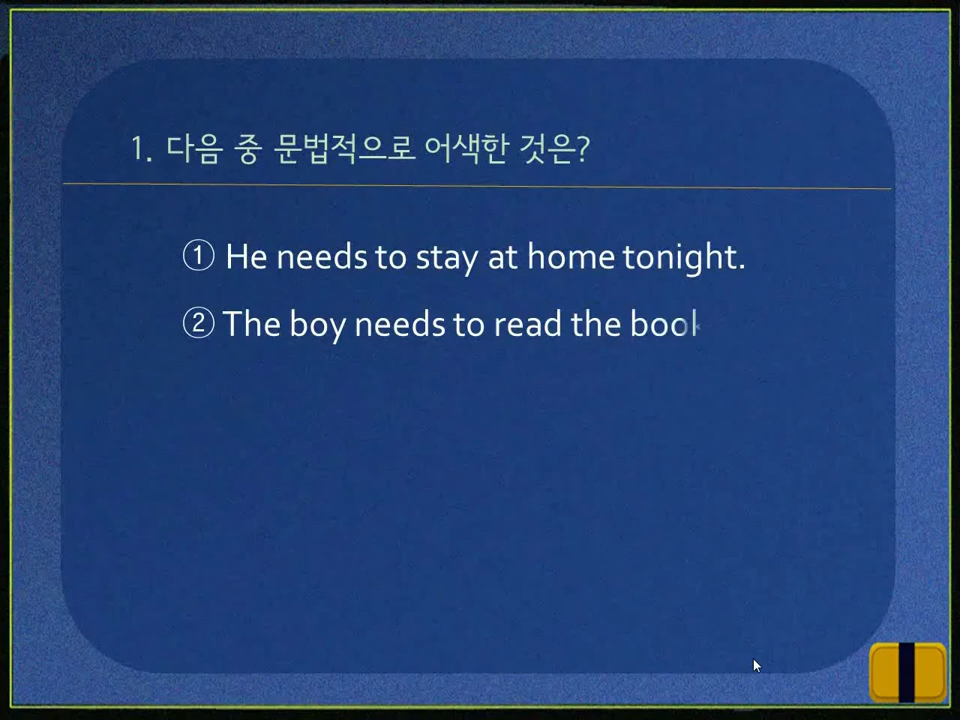 1. 다음 중 문법적으로 어색한 것은?
① He needs to stay at home tonight.
② The boy needs to read the book